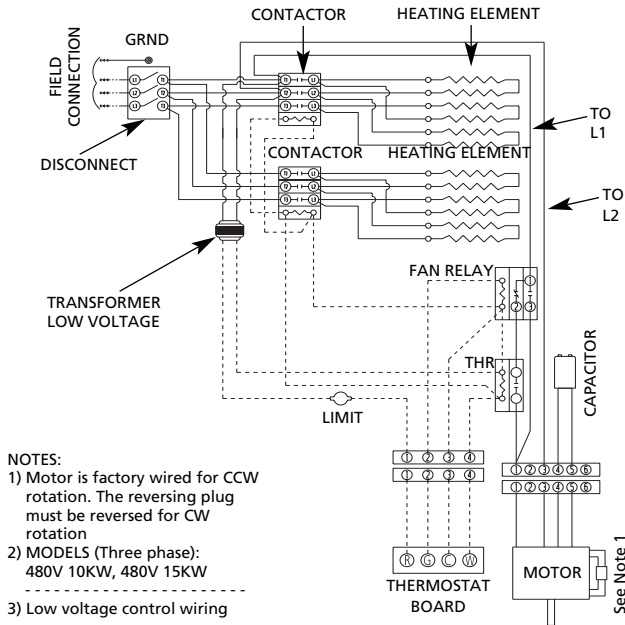 CONTACTOR
HEATING ELEMENT
GRND
FIELD
CONNECTION
L1 T1
L2 T2
L3 T3
T1 L1
T2 L2
T3 L3
TO
L1
DISCONNECT
CONTACTOR
HEATING ELEMENT
T1 L1
T2 L2
T3 L3
TO
L2
FAN RELAY
1
2 3
TRANSFORMER
LOW VOLTAGE
THR
CAPACITOR
LIMIT
1 2 3 4
1 2 3 4
1 2 3 4 5 6
1 2 3 4 5 6
NOTES:
1) Motor is factory wired for CCW
rotation. The reversing plug
must be reversed for CW
rotation
2) MODELS (Three phase):
480V 10KW, 480V 15KW
- - - - - - - - - - - - - - - - - - - - -
3) Low voltage control wiring
R G C W
THERMOSTAT
BOARD
MOTOR
See Note 1